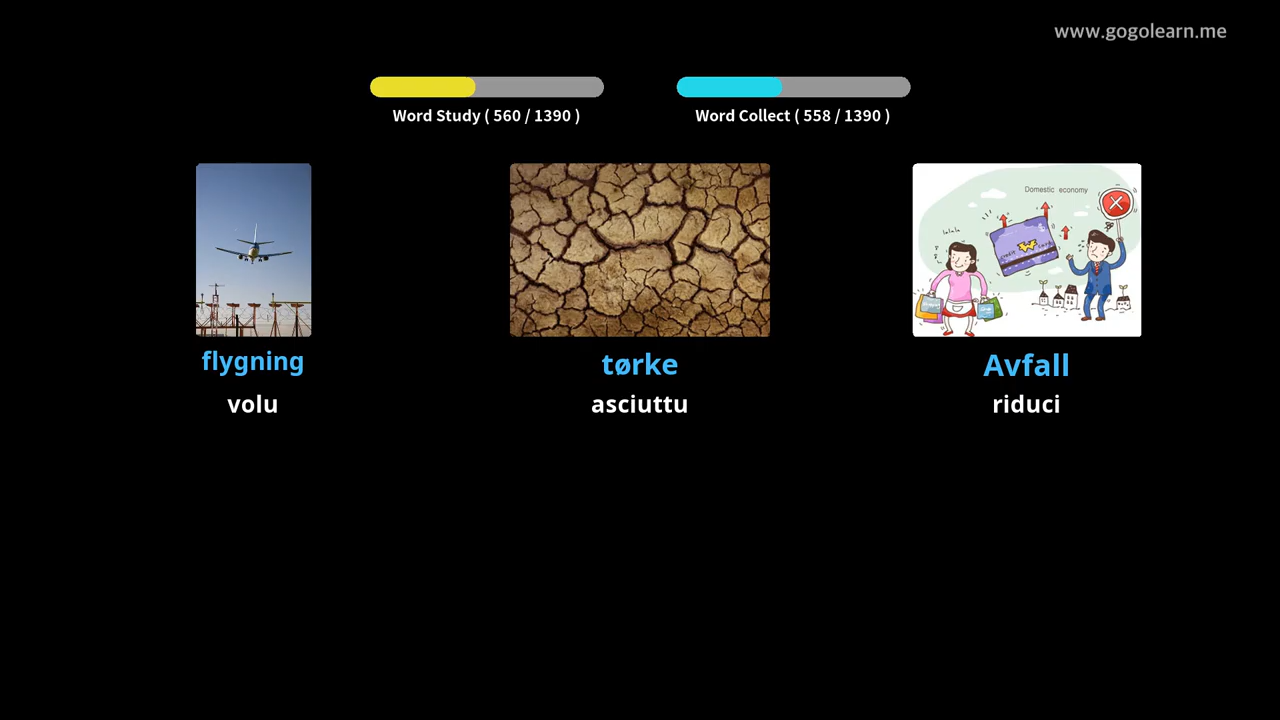 www.gogolearn.me
Word Study ( 560 / 1390 )
Word Collect ( 558 / 1390 )
Domestic economy
lalala
flygning
tørke
Avfall
volu
asciuttu
riduci